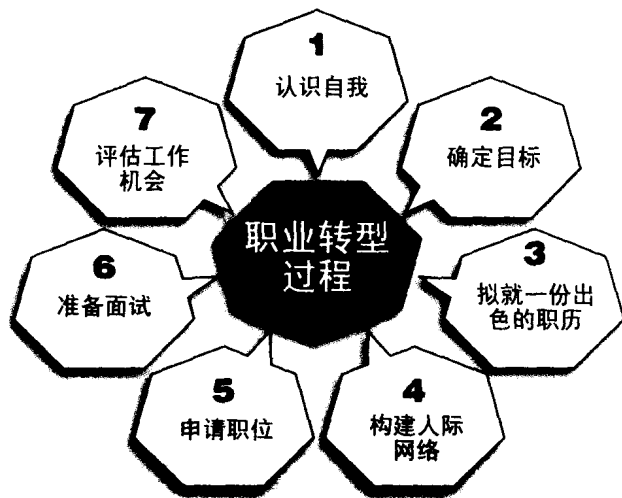 职业转型
过程
1
认识自我
2
确定目标
3
拟就一份出
色的职历
4
构建人际
网络
5
申请职位
6
准备面试
7
评估工作
机会